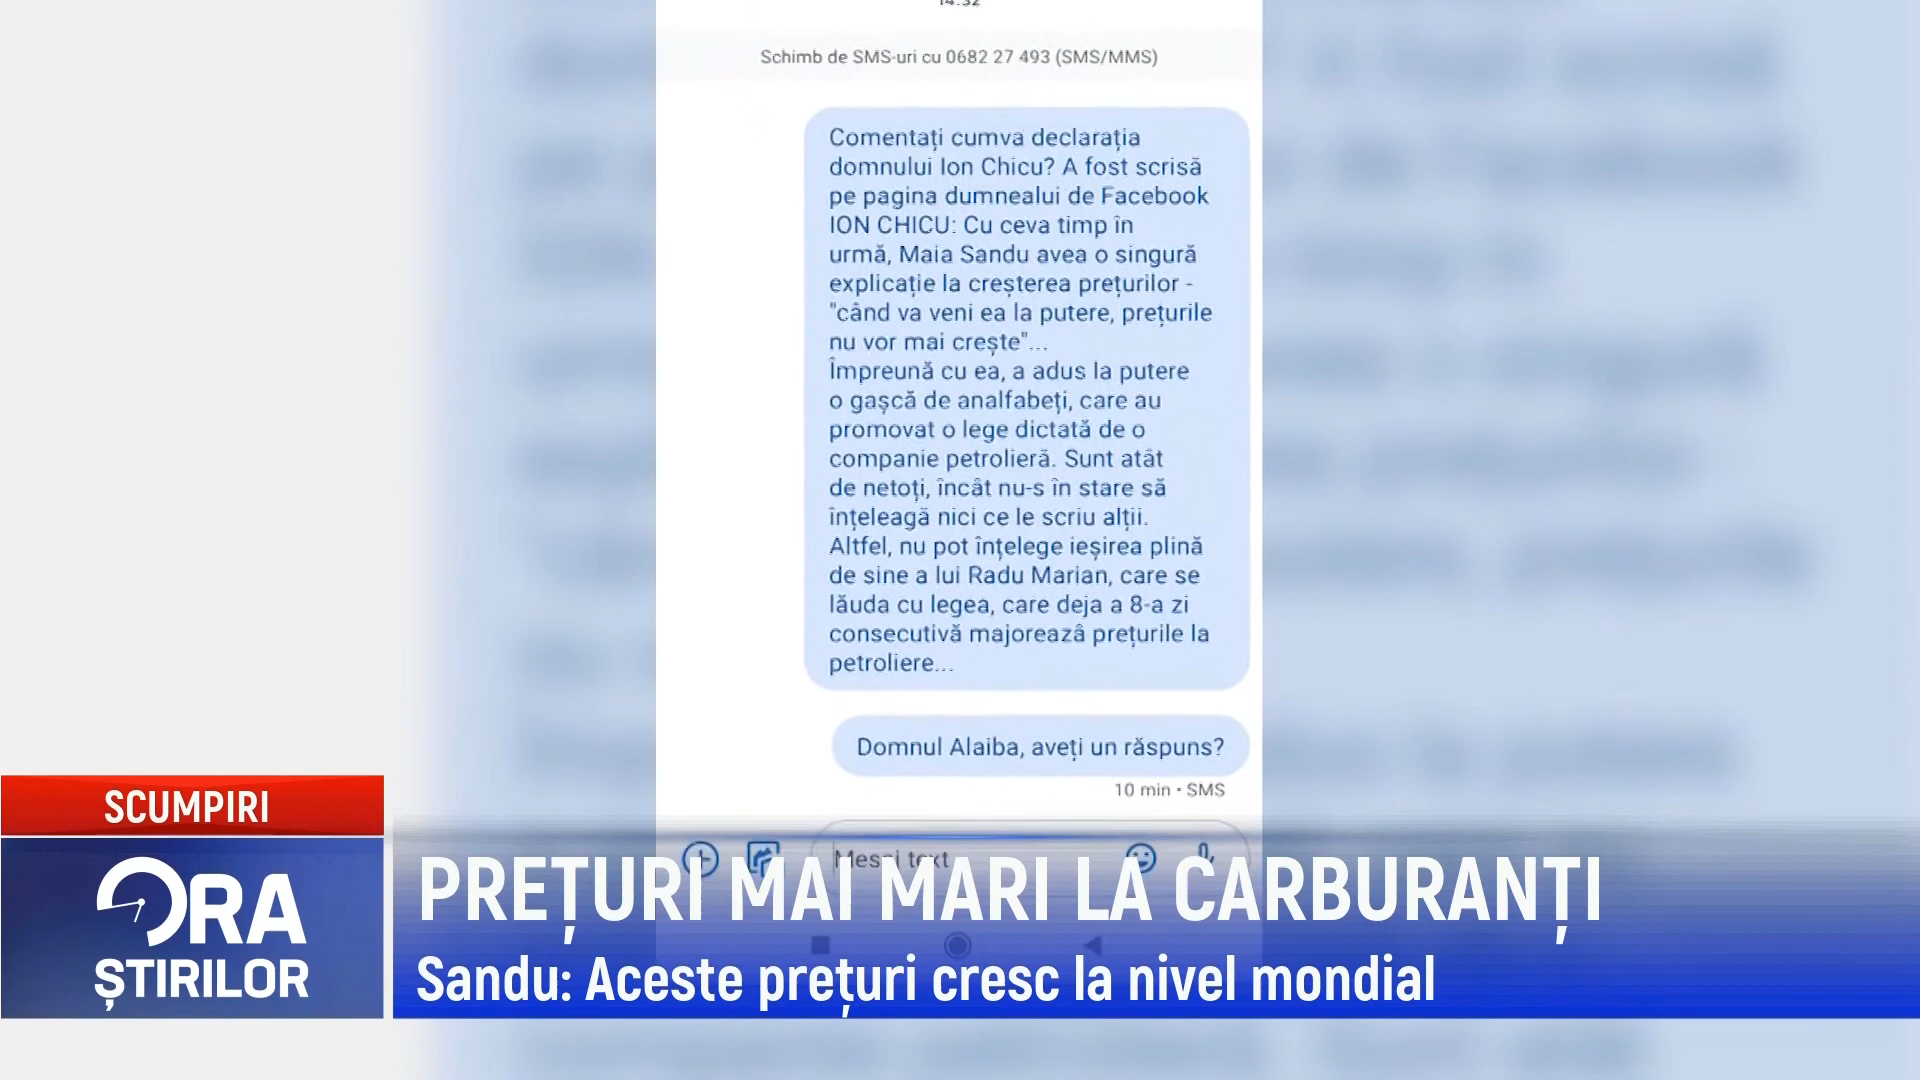 14:32
Schimb de SMS-uri cu 0682 27 493 (SMS/MMS)
Comentați cumva declarația
domnului Ion Chicu? A fost scrisă
pe pagina dumnealui de Facebook
ION CHICU: Cu ceva timp în
urmă, Maia Sandu avea o singură
explicație la creșterea prețurilor -
"când va veni ea la putere, prețurile
nu vor mai crește"...
Împreună cu ea, a adus la putere
o gașcă de analfabeți, care au
promovat o lege dictată de o
companie petrolieră. Sunt atât
de netoți, încât nu-s în stare să
înțeleagă nici ce le scriu alții.
Altfel, nu pot înțelege ieșirea plină
de sine a lui Radu Marian, care se
lăuda cu legea, care deja a 8-a zi
consecutivă majorează prețurile la
petroliere...
Domnul Alaiba, aveți un răspuns?
10 min • SMS
Mesaj text
SCUMPIRI
ORA
ȘTIRILOR
PREȚURI MAI MARI LA CARBURANȚI
Sandu: Aceste prețuri cresc la nivel mondial